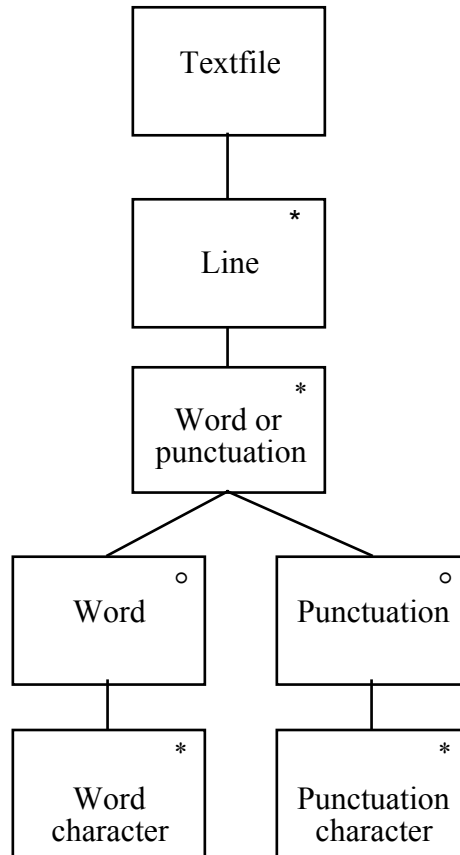 Textfile
*
Line
*
Word or
punctuation
o
Word
o
Punctuation
*
Word
character
*
Punctuation
character